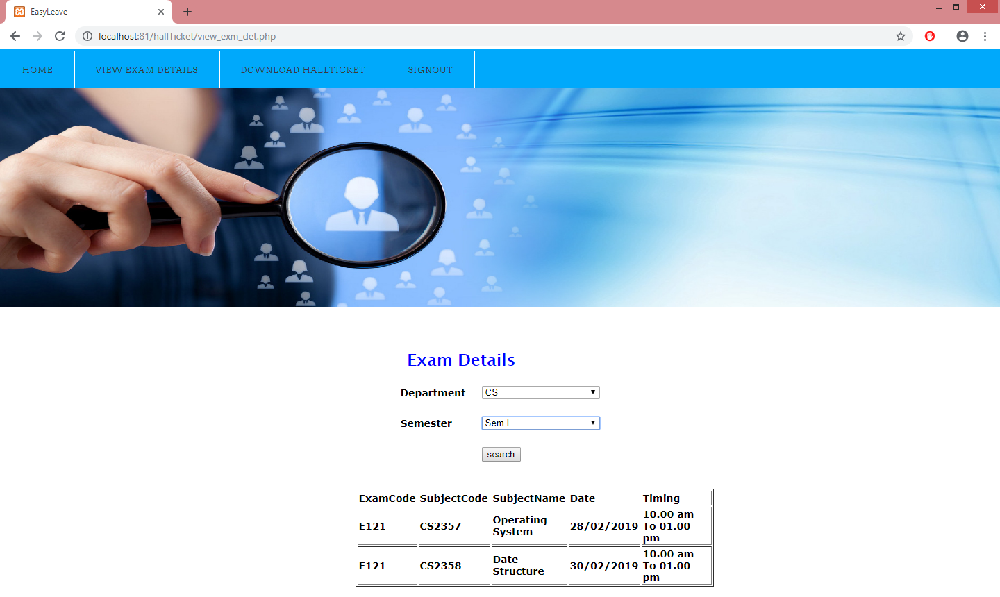 EasyLeave
localhost:81/hallTicket/view_exm_det.php
HOME VIEW EXAM DETAILS DOWNLOAD HALLTICKET SIGNOUT
Exam Details
Department CS
Semester Sem I
search
ExamCode SubjectCode SubjectName Date Timing
E121 CS2357 Operating System 28/02/2019 10.00 am To 01.00 pm
E121 CS2358 Date Structure 30/02/2019 10.00 am To 01.00 pm